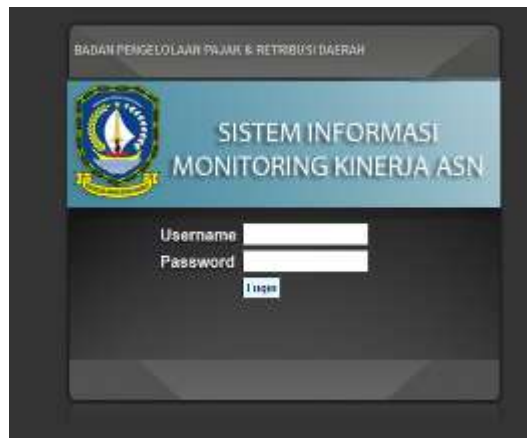 BADAN PENGELOLAAN PAJAK & RETRIBUSI DAERAH
SISTEM INFORMASI
MONITORING KINERJA ASN
Username
Password
Login